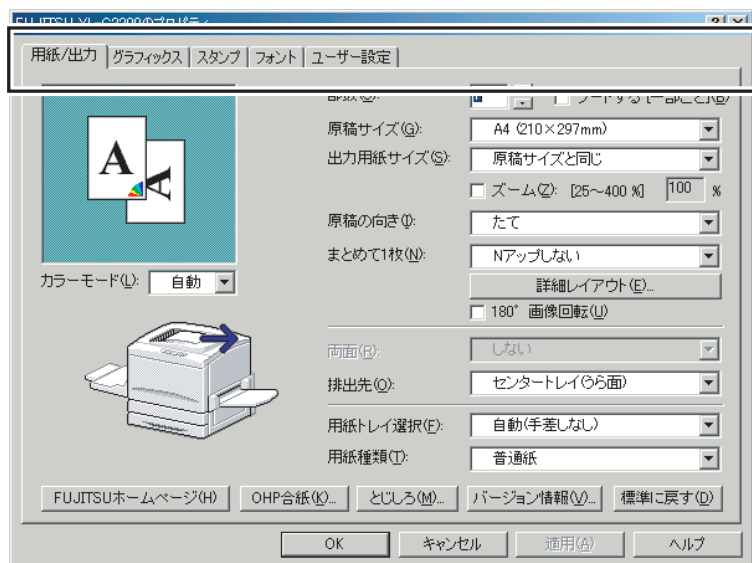 用紙/出力 グラフィックス スタンプ フォント ユーザー設定
原稿サイズ(G): A4 (210×297mm)
出力用紙サイズ(S): 原稿サイズと同じ
ズーム(Z): [25～400 %] 100 %
原稿の向き(I): たて
まとめて1枚(N): Nアップしない
カラーモード(L): 自動
詳細レイアウト(E)...
180° 画像回転(U)
両面(R): しない
排出先(O): センタートレイ(うら面)
用紙トレイ選択(F): 自動(手差しなし)
用紙種類(T): 普通紙
FUJITSUホームページ(H) OHP合紙(K)... とじしろ(M)... バージョン情報(V)... 標準に戻す(D)
OK キャンセル 適用(A) ヘルプ
A
A